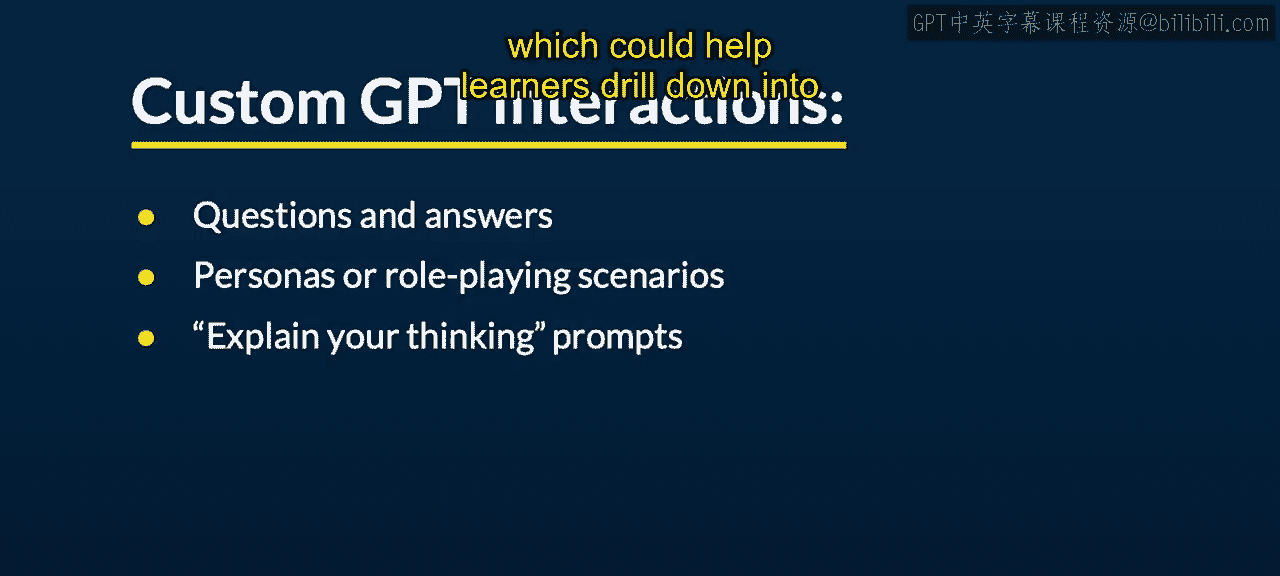 GPT中英字幕课程资源@bilibili.com
which could help
learners drill down into
Custom GPT Interactions:
● Questions and answers
● Personas or role-playing scenarios
● “Explain your thinking” prompts